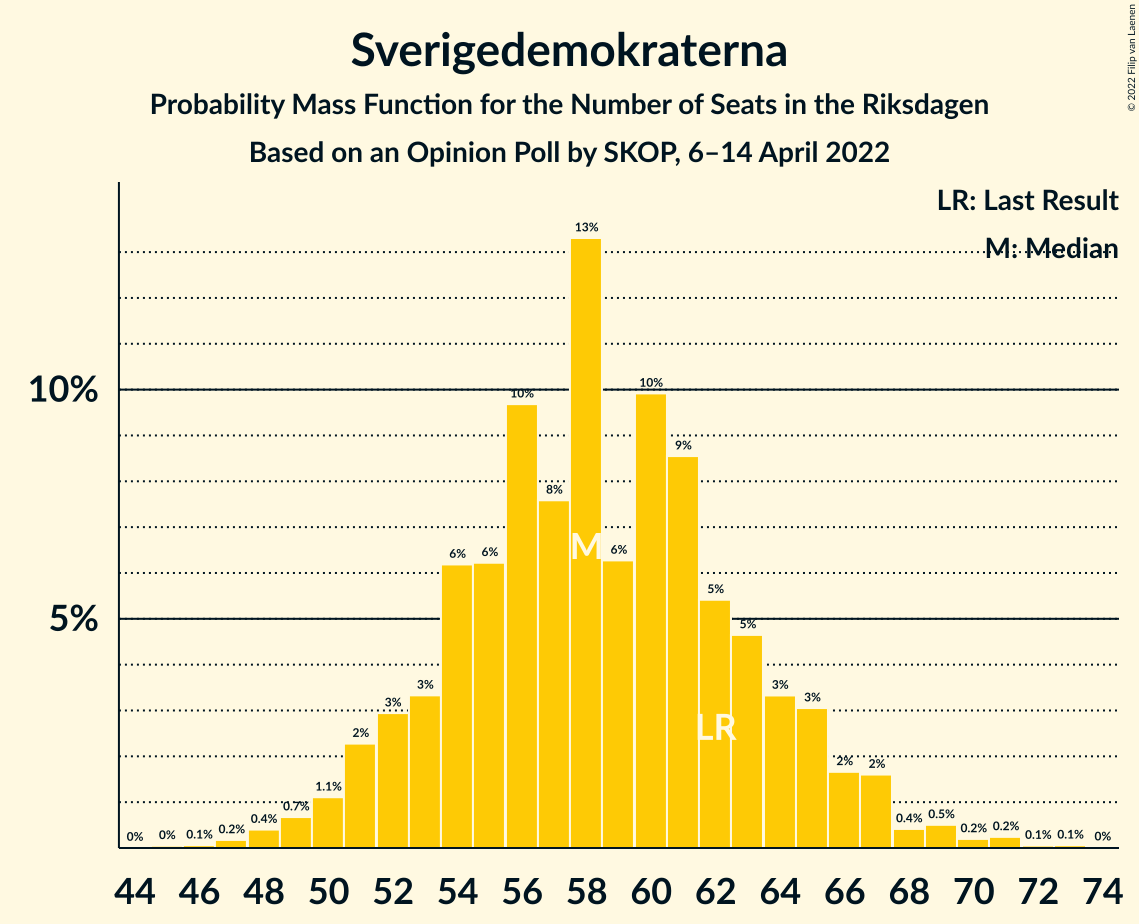 Sverigedemokraterna
Probability Mass Function for the Number of Seats in the Riksdagen
Based on an Opinion Poll by SKOP, 6–14 April 2022
© 2022 Filip van Laenen
LR: Last Result
M: Median
10%
5%
0% 0% 0.1% 0.2% 0.4% 0.7% 1.1% 2% 3% 3% 6% 6% 10% 8% 13% 6% 10% 9% 5% 5% 3% 3% 2% 2% 0.4% 0.5% 0.2% 0.2% 0.1% 0.1% 0%
M
LR
44 46 48 50 52 54 56 58 60 62 64 66 68 70 72 74